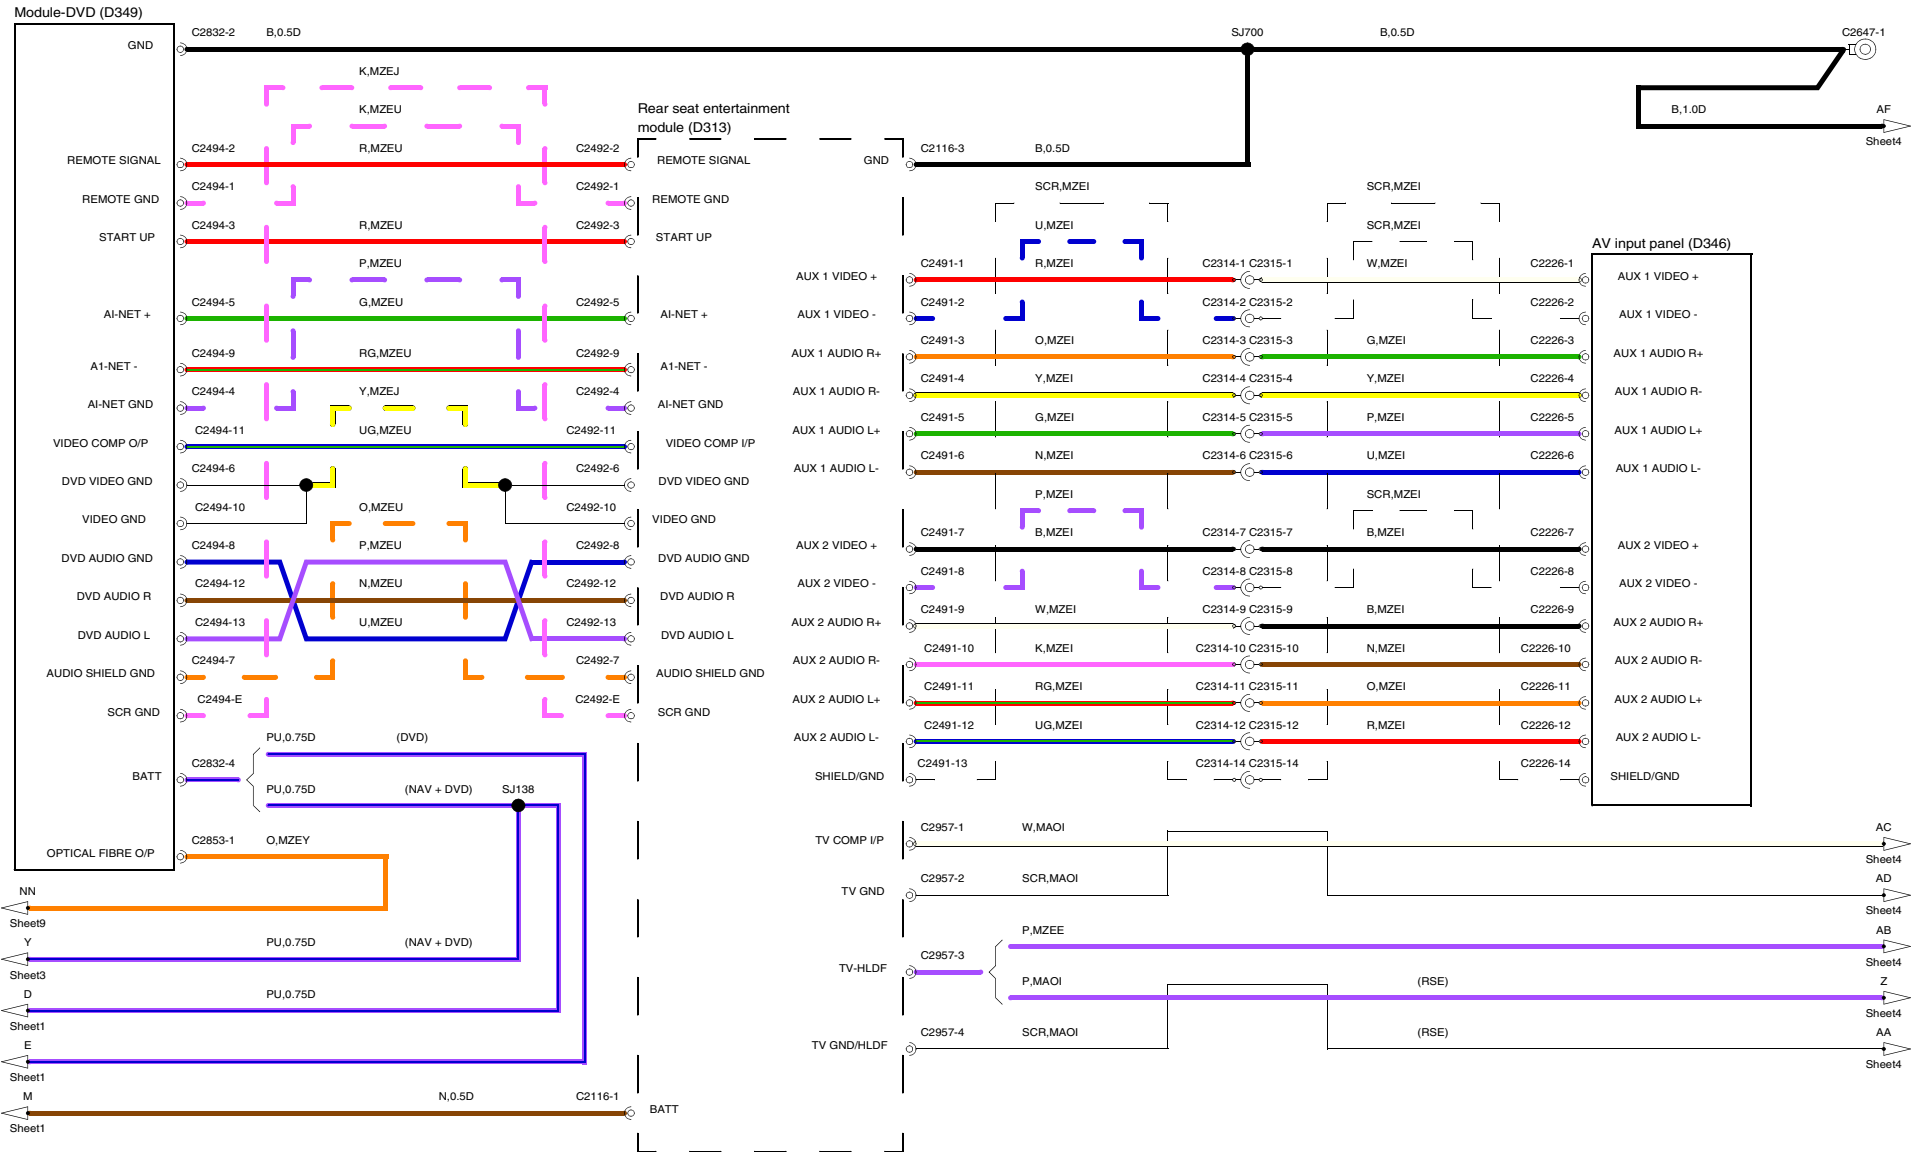 Module-DVD (D349)
GND
C2832-2
B,0.5D
SJ700
B,0.5D
C2647-1
K,MZEJ
K,MZEU
Rear seat entertainment
module (D313)
B,1.0D
AF
Sheet4
REMOTE SIGNAL
C2494-2
R,MZEU
C2492-2
REMOTE SIGNAL
GND
C2116-3
B,0.5D
REMOTE GND
C2494-1
C2492-1
REMOTE GND
SCR,MZEI
SCR,MZEI
START UP
C2494-3
R,MZEU
C2492-3
START UP
U,MZEI
SCR,MZEI
AV input panel (D346)
P,MZEU
AUX 1 VIDEO +
C2491-1
R,MZEI
C2314-1 C2315-1
W,MZEI
C2226-1
AUX 1 VIDEO +
AI-NET +
C2494-5
G,MZEU
C2492-5
AI-NET +
AUX 1 VIDEO -
C2491-2
C2314-2 C2315-2
C2226-2
AUX 1 VIDEO -
A1-NET -
C2494-9
RG,MZEU
C2492-9
A1-NET -
AUX 1 AUDIO R+
C2491-3
O,MZEI
C2314-3 C2315-3
G,MZEI
C2226-3
AUX 1 AUDIO R+
AI-NET GND
C2494-4
Y,MZEJ
C2492-4
AI-NET GND
AUX 1 AUDIO R-
C2491-4
Y,MZEI
C2314-4 C2315-4
Y,MZEI
C2226-4
AUX 1 AUDIO R-
VIDEO COMP O/P
C2494-11
UG,MZEU
C2492-11
VIDEO COMP I/P
AUX 1 AUDIO L+
C2491-5
G,MZEI
C2314-5 C2315-5
P,MZEI
C2226-5
AUX 1 AUDIO L+
DVD VIDEO GND
C2494-6
C2492-6
DVD VIDEO GND
AUX 1 AUDIO L-
C2491-6
N,MZEI
C2314-6 C2315-6
U,MZEI
C2226-6
AUX 1 AUDIO L-
VIDEO GND
C2494-10
O,MZEU
C2492-10
VIDEO GND
P,MZEI
SCR,MZEI
DVD AUDIO GND
C2494-8
P,MZEU
C2492-8
DVD AUDIO GND
AUX 2 VIDEO +
C2491-7
B,MZEI
C2314-7 C2315-7
B,MZEI
C2226-7
AUX 2 VIDEO +
DVD AUDIO R
C2494-12
N,MZEU
C2492-12
DVD AUDIO R
AUX 2 VIDEO -
C2491-8
C2314-8 C2315-8
C2226-8
AUX 2 VIDEO -
DVD AUDIO L
C2494-13
U,MZEU
C2492-13
DVD AUDIO L
AUX 2 AUDIO R+
C2491-9
W,MZEI
C2314-9 C2315-9
B,MZEI
C2226-9
AUX 2 AUDIO R+
AUDIO SHIELD GND
C2494-7
C2492-7
AUDIO SHIELD GND
AUX 2 AUDIO R-
C2491-10
K,MZEI
C2314-10 C2315-10
N,MZEI
C2226-10
AUX 2 AUDIO R-
SCR GND
C2494-E
C2492-E
SCR GND
AUX 2 AUDIO L+
C2491-11
RG,MZEI
C2314-11 C2315-11
O,MZEI
C2226-11
AUX 2 AUDIO L+
AUX 2 AUDIO L-
C2491-12
UG,MZEI
C2314-12 C2315-12
R,MZEI
C2226-12
AUX 2 AUDIO L-
PU,0.75D
(DVD)
BATT
C2832-4
SHIELD/GND
C2491-13
C2314-14 C2315-14
C2226-14
SHIELD/GND
PU,0.75D
(NAV + DVD)
SJ138
OPTICAL FIBRE O/P
C2853-1
O,MZEY
TV COMP I/P
C2957-1
W,MAOI
AC
Sheet4
NN
Sheet9
TV GND
C2957-2
SCR,MAOI
AD
Sheet4
Y
Sheet3
PU,0.75D
(NAV + DVD)
P,MZEE
AB
Sheet4
TV-HLDF
C2957-3
D
Sheet1
PU,0.75D
P,MAOI
(RSE)
Z
Sheet4
E
Sheet1
TV GND/HLDF
C2957-4
SCR,MAOI
(RSE)
AA
Sheet4
M
Sheet1
N,0.5D
C2116-1
BATT